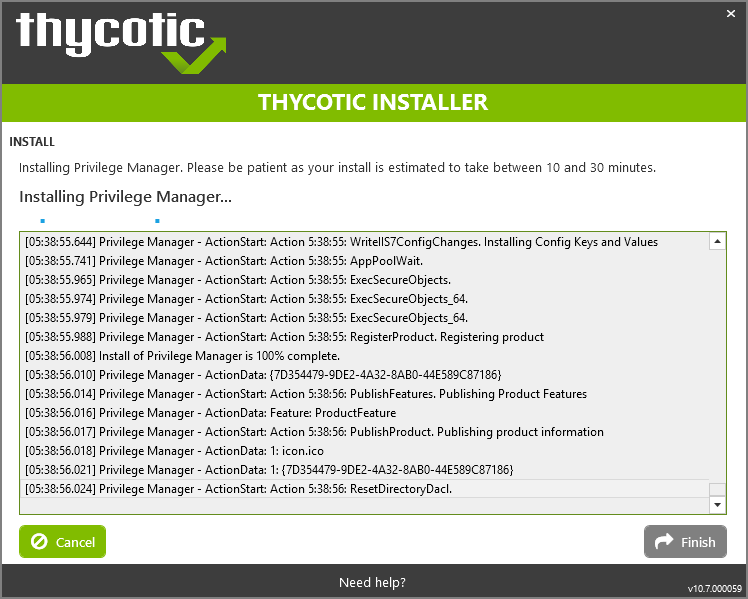 thycotic
THYCOTIC INSTALLER
INSTALL
Installing Privilege Manager. Please be patient as your install is estimated to take between 10 and 30 minutes.
Installing Privilege Manager...
[05:38:55.644] Privilege Manager - ActionStart: Action 5:38:55: WriteIIS7ConfigChanges. Installing Config Keys and Values
[05:38:55.741] Privilege Manager - ActionStart: Action 5:38:55: AppPoolWait.
[05:38:55.965] Privilege Manager - ActionStart: Action 5:38:55: ExecSecureObjects.
[05:38:55.974] Privilege Manager - ActionStart: Action 5:38:55: ExecSecureObjects_64.
[05:38:55.979] Privilege Manager - ActionStart: Action 5:38:55: ExecSecureObjects_64.
[05:38:55.988] Privilege Manager - ActionStart: Action 5:38:55: RegisterProduct. Registering product
[05:38:56.008] Install of Privilege Manager is 100% complete.
[05:38:56.010] Privilege Manager - ActionData: {7D354479-9DE2-4A32-8AB0-44E589C87186}
[05:38:56.014] Privilege Manager - ActionStart: Action 5:38:56: PublishFeatures. Publishing Product Features
[05:38:56.016] Privilege Manager - ActionData: Feature: ProductFeature
[05:38:56.017] Privilege Manager - ActionStart: Action 5:38:56: PublishProduct. Publishing product information
[05:38:56.018] Privilege Manager - ActionData: 1: icon.ico
[05:38:56.021] Privilege Manager - ActionData: 1: {7D354479-9DE2-4A32-8AB0-44E589C87186}
[05:38:56.024] Privilege Manager - ActionStart: Action 5:38:56: ResetDirectoryDacl.
Cancel
Finish
Need help?
v10.7.000059